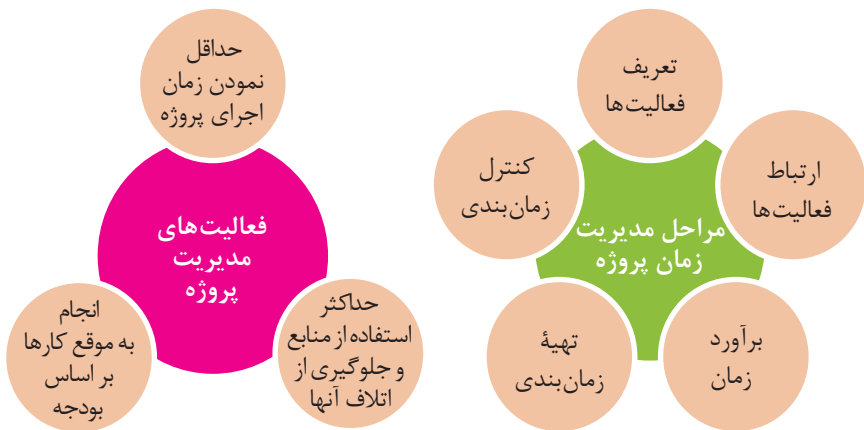 تعریف
فعالیت‌ها
ارتباط
فعالیت‌ها
برآورد
زمان
تهیهٔ
زمان‌بندی
کنترل
زمان‌بندی
مراحل مدیریت
زمان پروژه
حداقل
نمودن زمان
اجرای پروژه
فعالیت‌های
مدیریت
پروژه
حداکثر
استفاده از منابع
و جلوگیری از
اتلاف آنها
انجام
به موقع کارها
بر اساس
بودجه